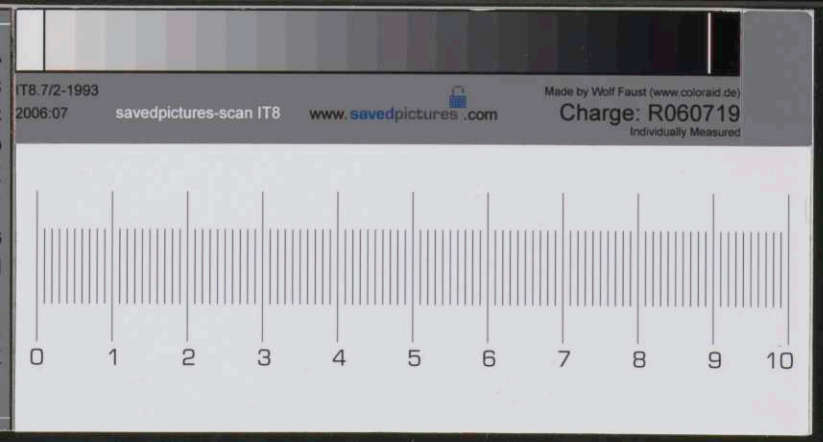 IT8.7/2-1993
2006:07
savedpictures-scan IT8
www.savedpictures.com
Made by Wolf Faust (www.coloraid.de)
Charge: R060719
Individually Measured
0 1 2 3 4 5 6 7 8 9 10